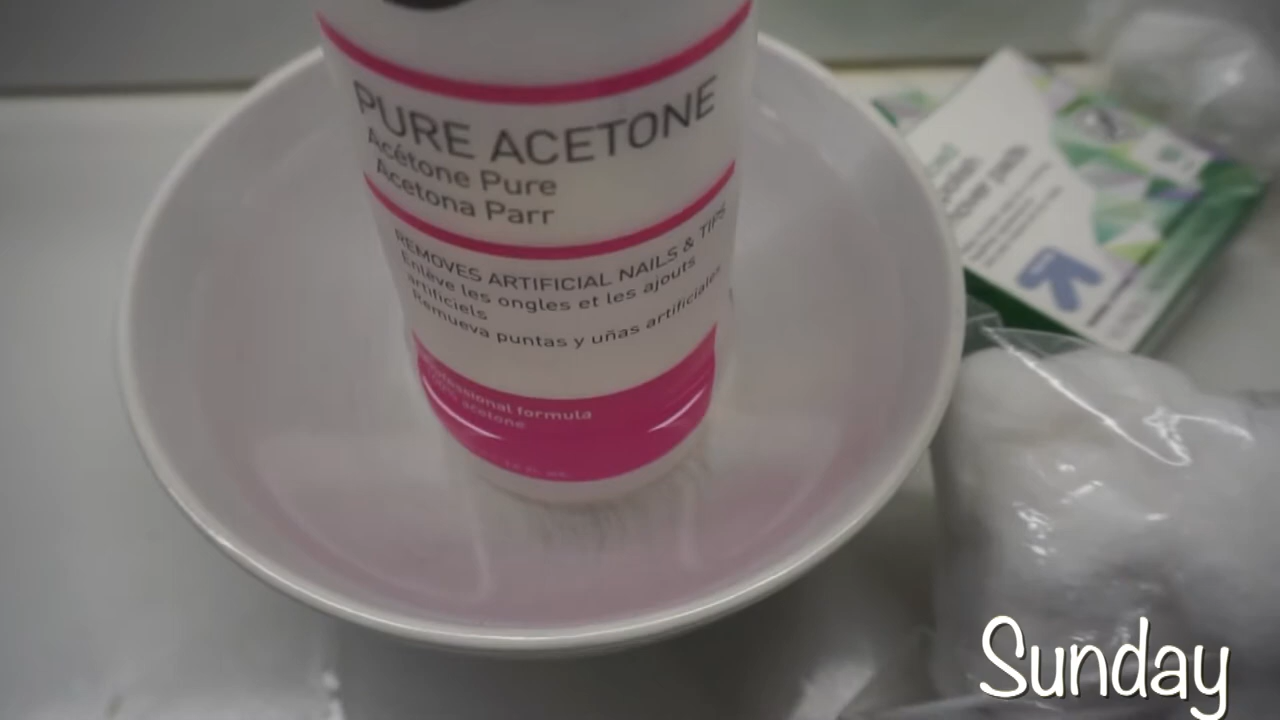 PURE ACETONE
Acétone Pure
Acetona Parr
REMOVES ARTIFICIAL NAILS & TIPS
Enlève les ongles et les ajouts
artificiels
Remueva puntas y uñas artificiales
Professional formula
100% acetone
Sunday